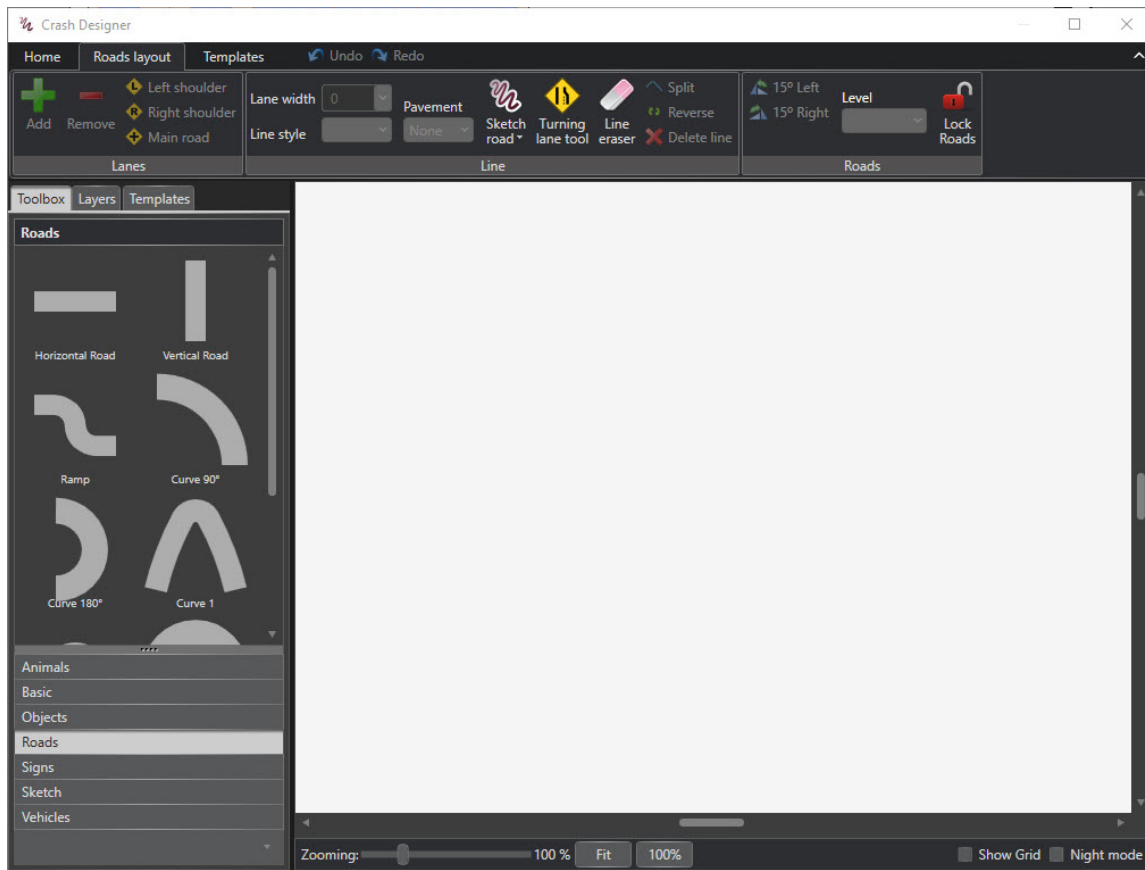 Crash Designer
Home Roads layout Templates Undo Redo
Add Remove Left shoulder Right shoulder Main road
Lane width 0
Line style
Pavement
None
Sketch road
Turning lane tool
Line eraser
Split
Reverse
Delete line
15º Left
15º Right
Level
Lock Roads
Lanes Line Roads
Toolbox Layers Templates
Roads
Horizontal Road Vertical Road
Ramp Curve 90°
Curve 180° Curve 1
Animals
Basic
Objects
Roads
Signs
Sketch
Vehicles
Zooming: 100 % Fit 100% Show Grid Night mode